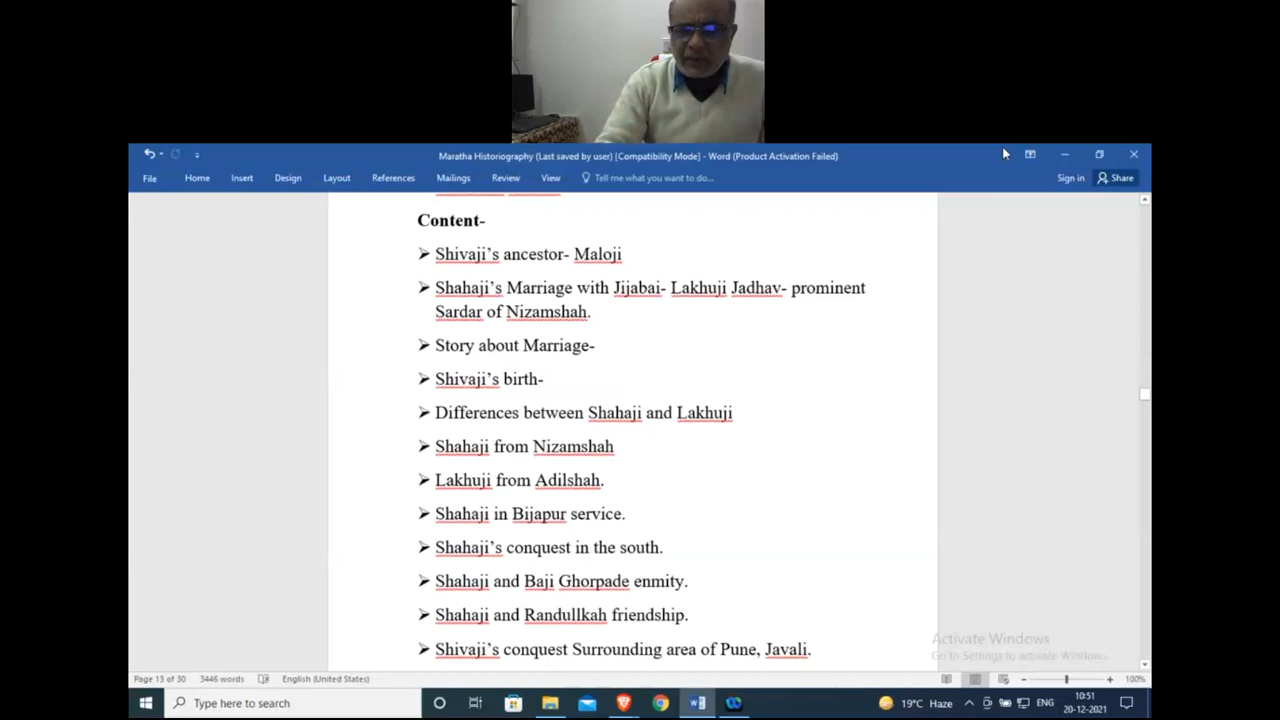 Maratha Historiography (Last saved by user) [Compatibility Mode] - Word (Product Activation Failed)
File Home Insert Design Layout References Mailings Review View Tell me what you want to do... Sign in Share
Content-
➤ Shivaji's ancestor- Maloji
➤ Shahaji's Marriage with Jijabai- Lakhuji Jadhav- prominent
Sardar of Nizamshah.
➤ Story about Marriage-
➤ Shivaji's birth-
➤ Differences between Shahaji and Lakhuji
➤ Shahaji from Nizamshah
➤ Lakhuji from Adilshah.
➤ Shahaji in Bijapur service.
➤ Shahaji's conquest in the south.
➤ Shahaji and Baji Ghorpade enmity.
➤ Shahaji and Randullkah friendship.
➤ Shivaji's conquest Surrounding area of Pune, Javali.
Activate Windows
Go to Settings to activate Windows.
Page 13 of 30 3446 words English (United States) 100%
Type here to search 19°C Haze ENG 10:51
20-12-2021